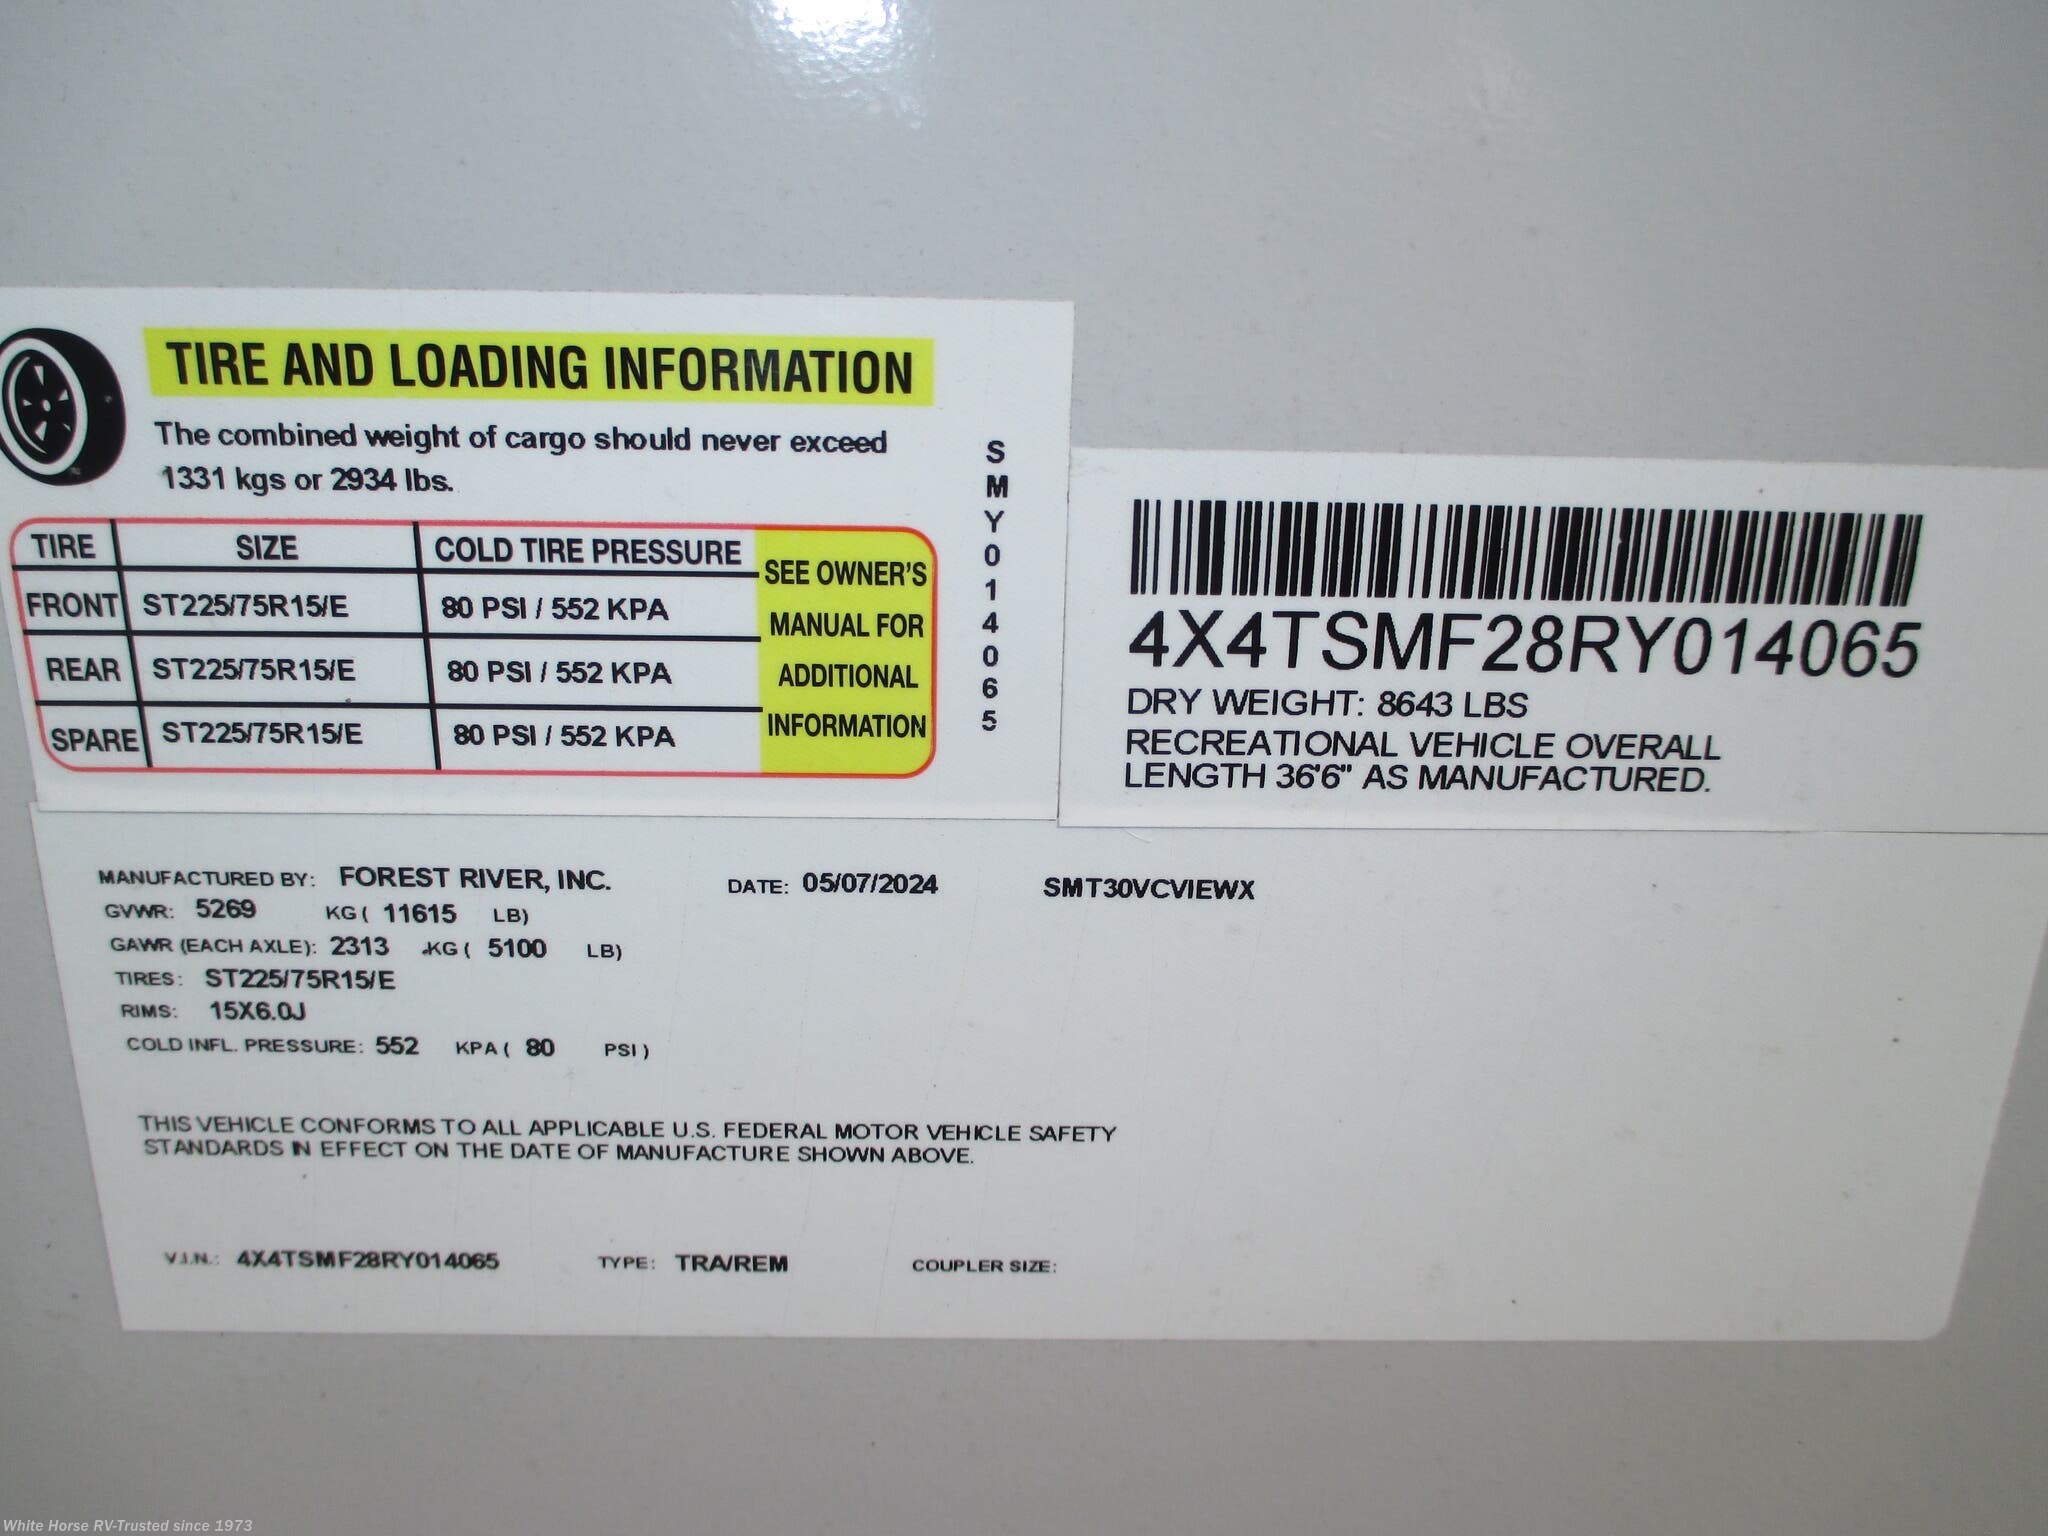 TIRE AND LOADING INFORMATION
The combined weight of cargo should never exceed
1331 kgs or 2934 lbs.
TIRE SIZE COLD TIRE PRESSURE
FRONT ST225/75R15/E 80 PSI / 552 KPA
REAR ST225/75R15/E 80 PSI / 552 KPA
SPARE ST225/75R15/E 80 PSI / 552 KPA
SEE OWNER'S
MANUAL FOR
ADDITIONAL
INFORMATION
SMY014065
4X4TSMF28RY014065
DRY WEIGHT: 8643 LBS
RECREATIONAL VEHICLE OVERALL
LENGTH 36'6" AS MANUFACTURED.
MANUFACTURED BY: FOREST RIVER, INC. DATE: 05/07/2024 SMT30VCVIEWX
GVWR: 5269 KG ( 11615 LB)
GAWR (EACH AXLE): 2313 KG ( 5100 LB)
TIRES: ST225/75R15/E
RIMS: 15X6.0J
COLD INFL. PRESSURE: 552 KPA ( 80 PSI )
THIS VEHICLE CONFORMS TO ALL APPLICABLE U.S. FEDERAL MOTOR VEHICLE SAFETY
STANDARDS IN EFFECT ON THE DATE OF MANUFACTURE SHOWN ABOVE.
V.I.N.: 4X4TSMF28RY014065 TYPE: TRA/REM COUPLER SIZE:
White Horse RV-Trusted since 1973